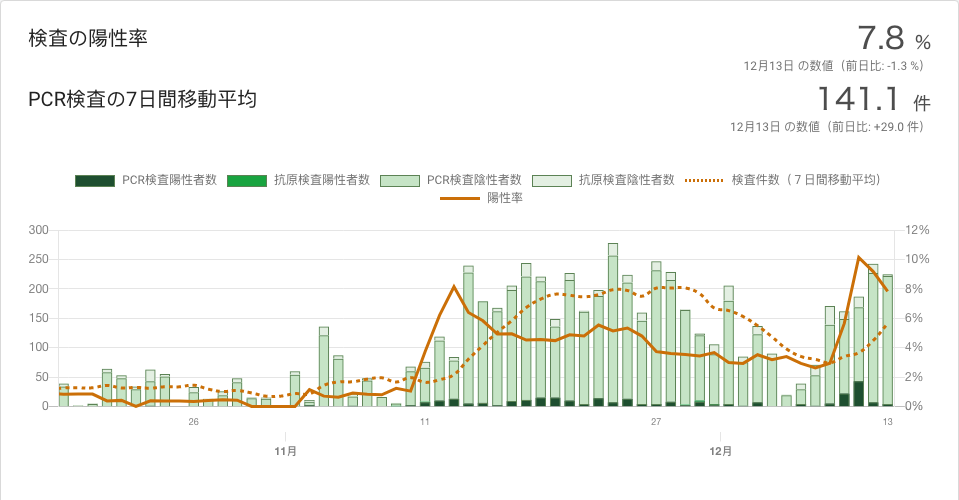 検査の陽性率
7.8 %
12月13日 の数値（前日比: -1.3 %）
PCR検査の7日間移動平均
141.1 件
12月13日 の数値（前日比: +29.0 件）
PCR検査陽性者数 抗原検査陽性者数 PCR検査陰性者数 抗原検査陰性者数 検査件数（７日間移動平均）
陽性率
300 12%
250 10%
200 8%
150 6%
100 4%
50 2%
0 0%
26 11 27 13
11月 12月